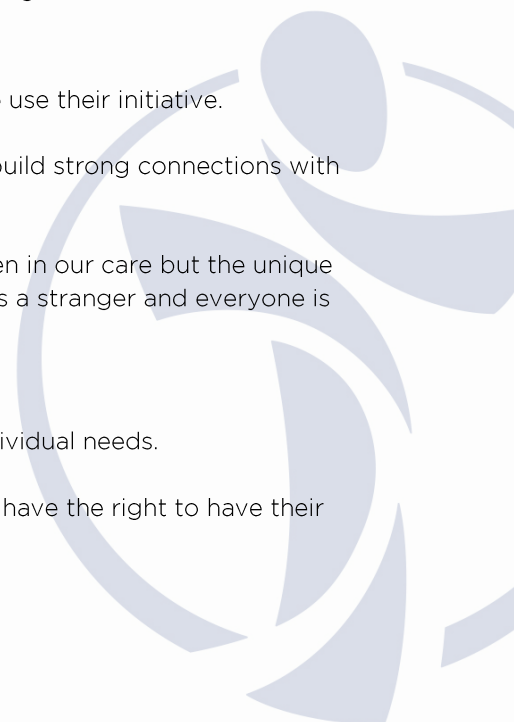 use their initiative.
build strong connections with
en in our care but the unique
s a stranger and everyone is
ividual needs.
have the right to have their